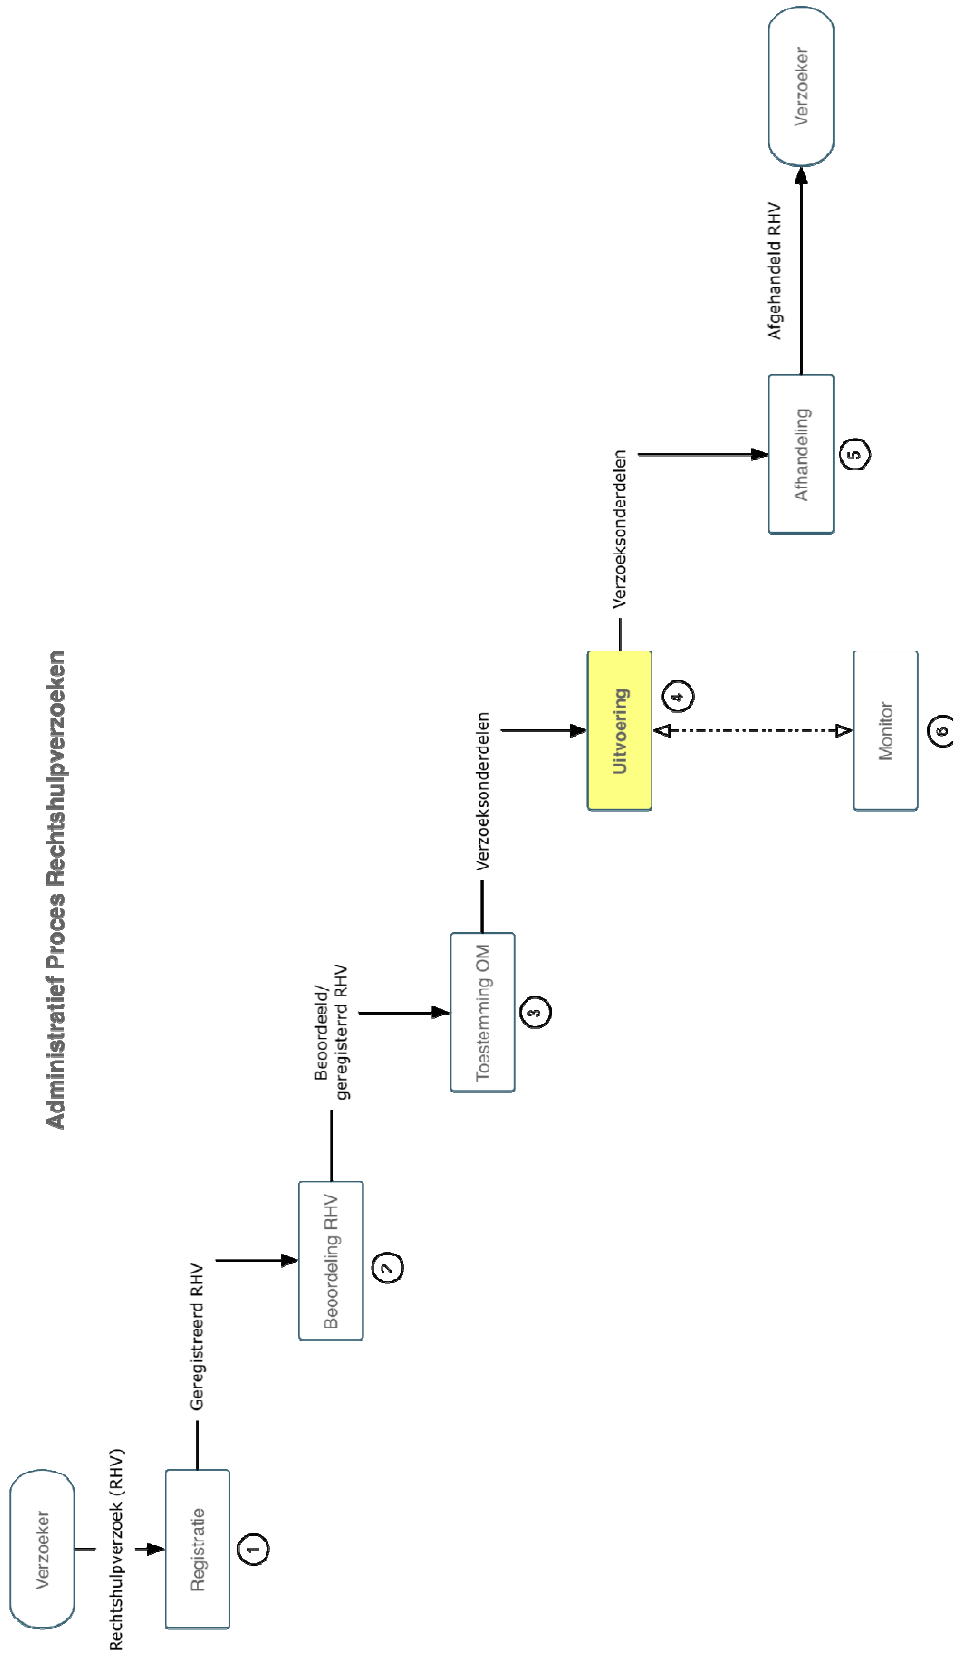 Administratief Proces Rechtshulpverzoeken
Verzoeker
Rechtshulpverzoek (RHV)
Registratie
1
Geregistreerd RHV
Beoordeling RHV
2
Beoordeeld/
geregisterrd RHV
Toestemming OM
3
Verzoeksonderdelen
Uitvoering
4
Verzoeksonderdelen
Monitor
6
Afhandeling
5
Afgehandeld RHV
Verzoeker